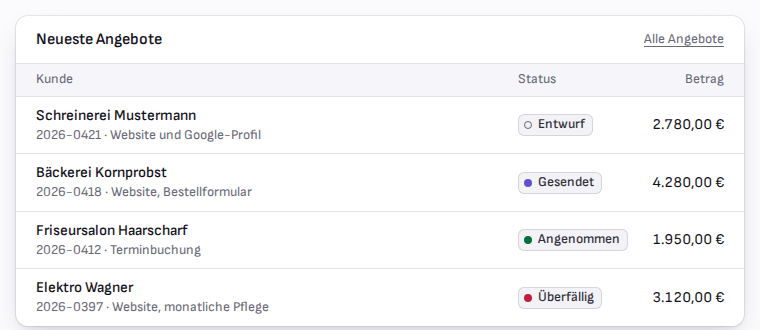 Neueste Angebote
Alle Angebote
Kunde Status Betrag
Schreinerei Mustermann
2026-0421 · Website und Google-Profil
Entwurf
2.780,00 €
Bäckerei Kornprobst
2026-0418 · Website, Bestellformular
Gesendet
4.280,00 €
Friseursalon Haarscharf
2026-0412 · Terminbuchung
Angenommen
1.950,00 €
Elektro Wagner
2026-0397 · Website, monatliche Pflege
Überfällig
3.120,00 €